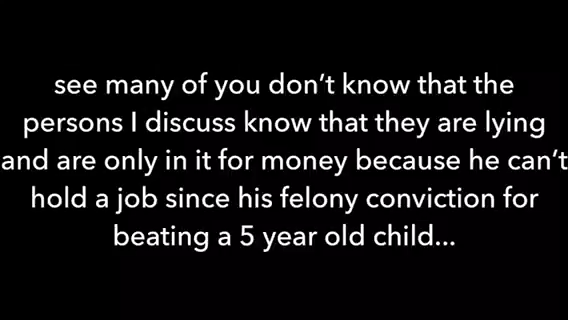 see many of you don’t know that the
persons I discuss know that they are lying
and are only in it for money because he can’t
hold a job since his felony conviction for
beating a 5 year old child...